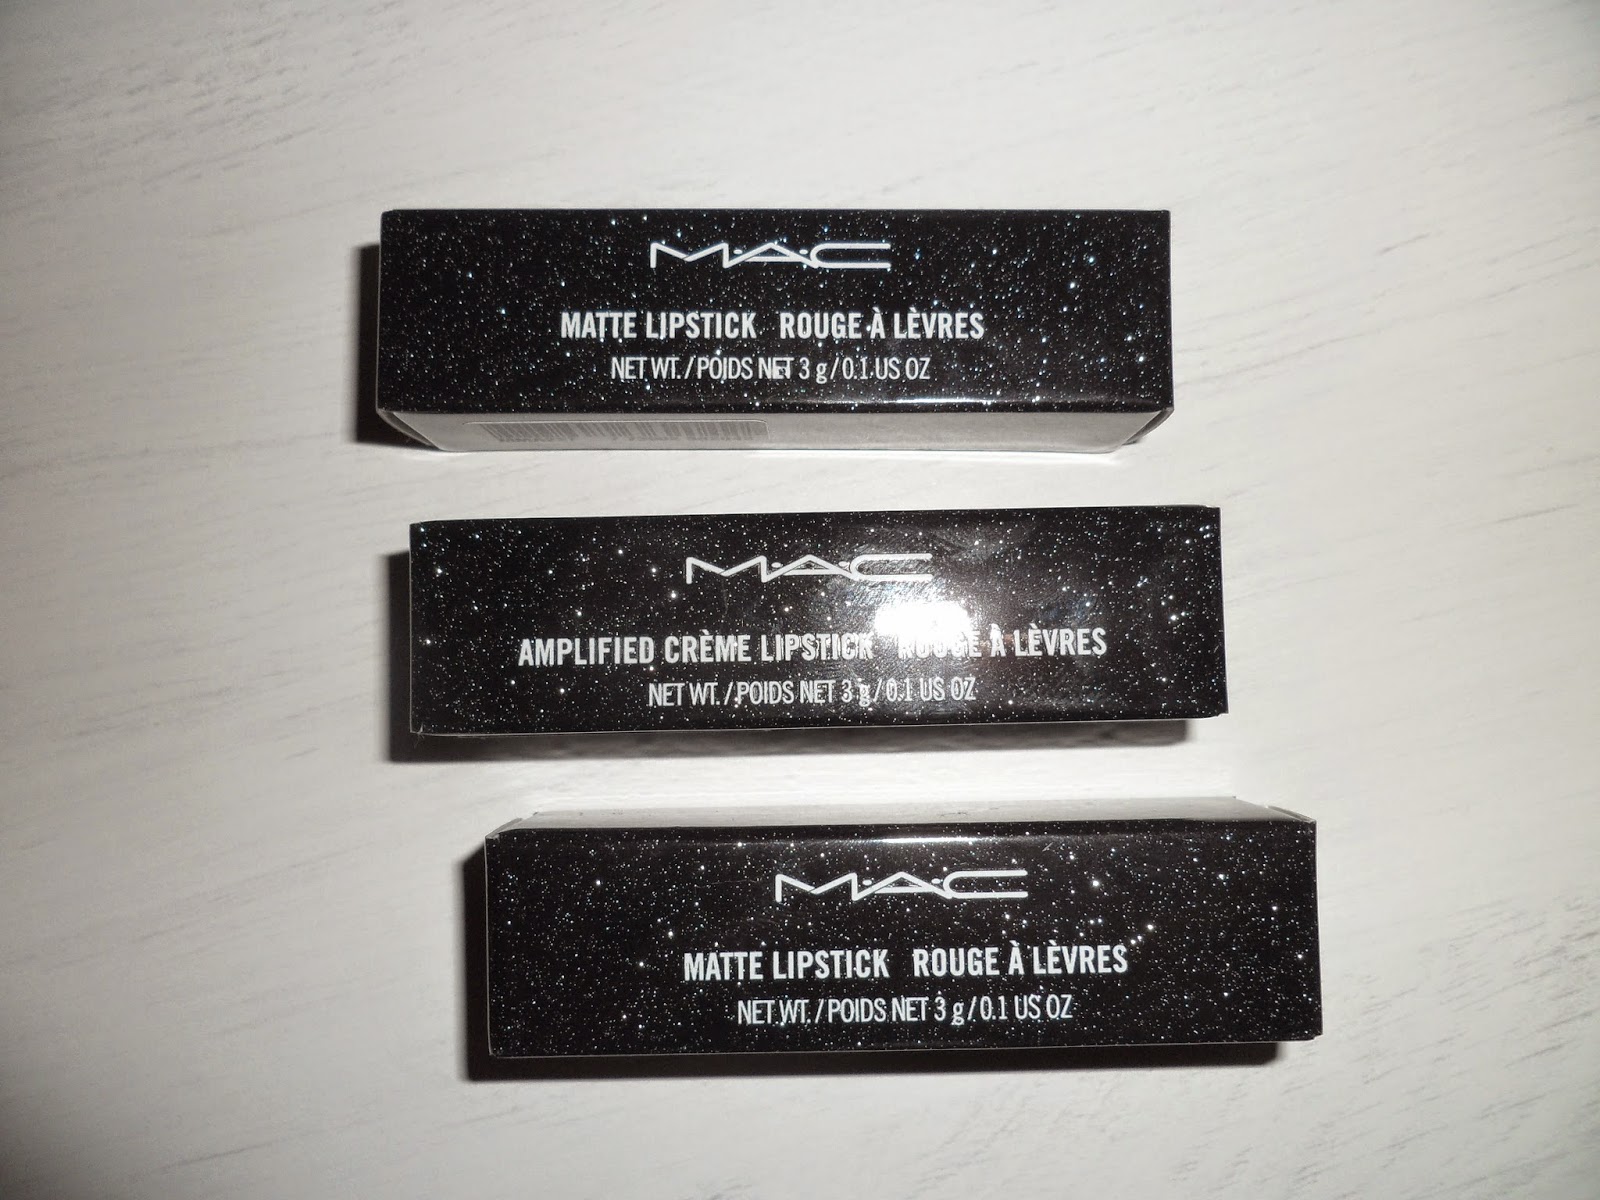 M·A·C
MATTE LIPSTICK ROUGE À LÈVRES
NET WT. / POIDS NET 3 g / 0.1 US OZ
M·A·C
AMPLIFIED CRÈME LIPSTICK ROUGE À LÈVRES
NET WT. / POIDS NET 3 g / 0.1 US OZ
M·A·C
MATTE LIPSTICK ROUGE À LÈVRES
NET WT. / POIDS NET 3 g / 0.1 US OZ